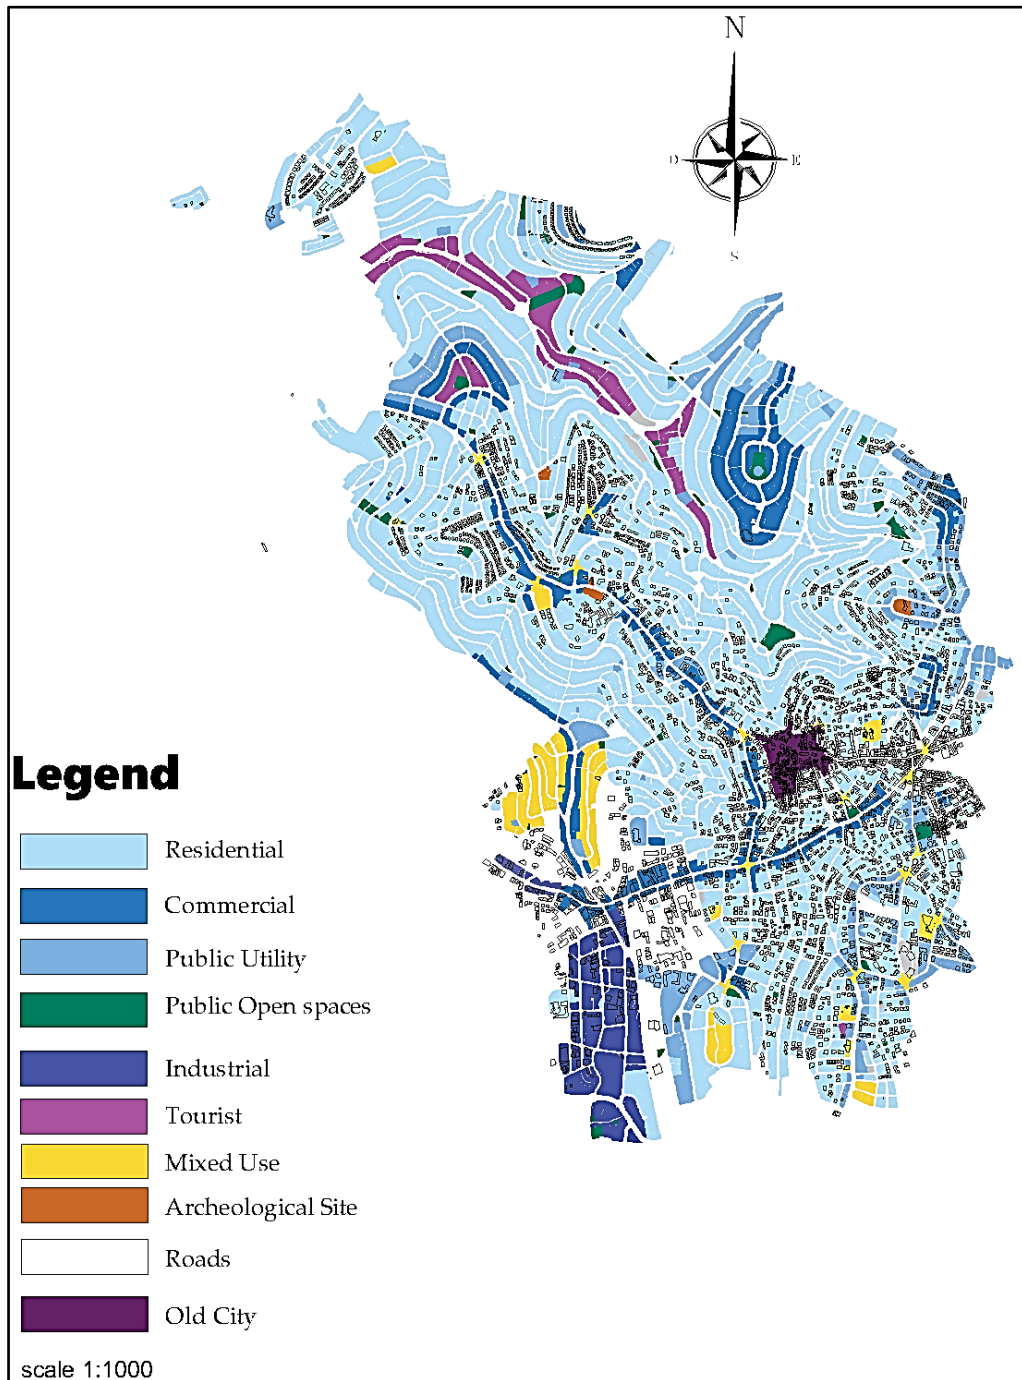 N
D
E
S
Legend
Residential
Commercial
Public Utility
Public Open spaces
Industrial
Tourist
Mixed Use
Archeological Site
Roads
Old City
scale 1:1000